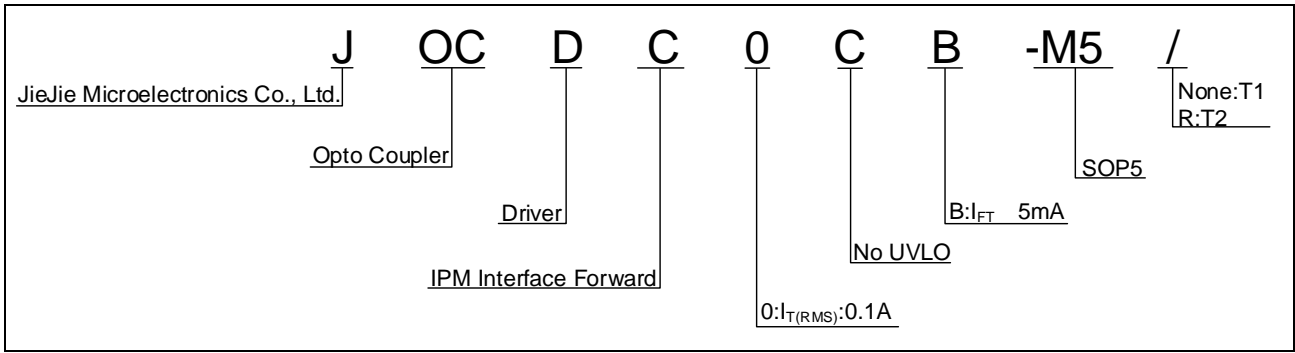 J OC D C 0 C B -M5 /
JieJie Microelectronics Co., Ltd.
None:T1
R:T2
Opto Coupler
SOP5
Driver
B:IFT 5mA
No UVLO
IPM Interface Forward
0:IT(RMS):0.1A